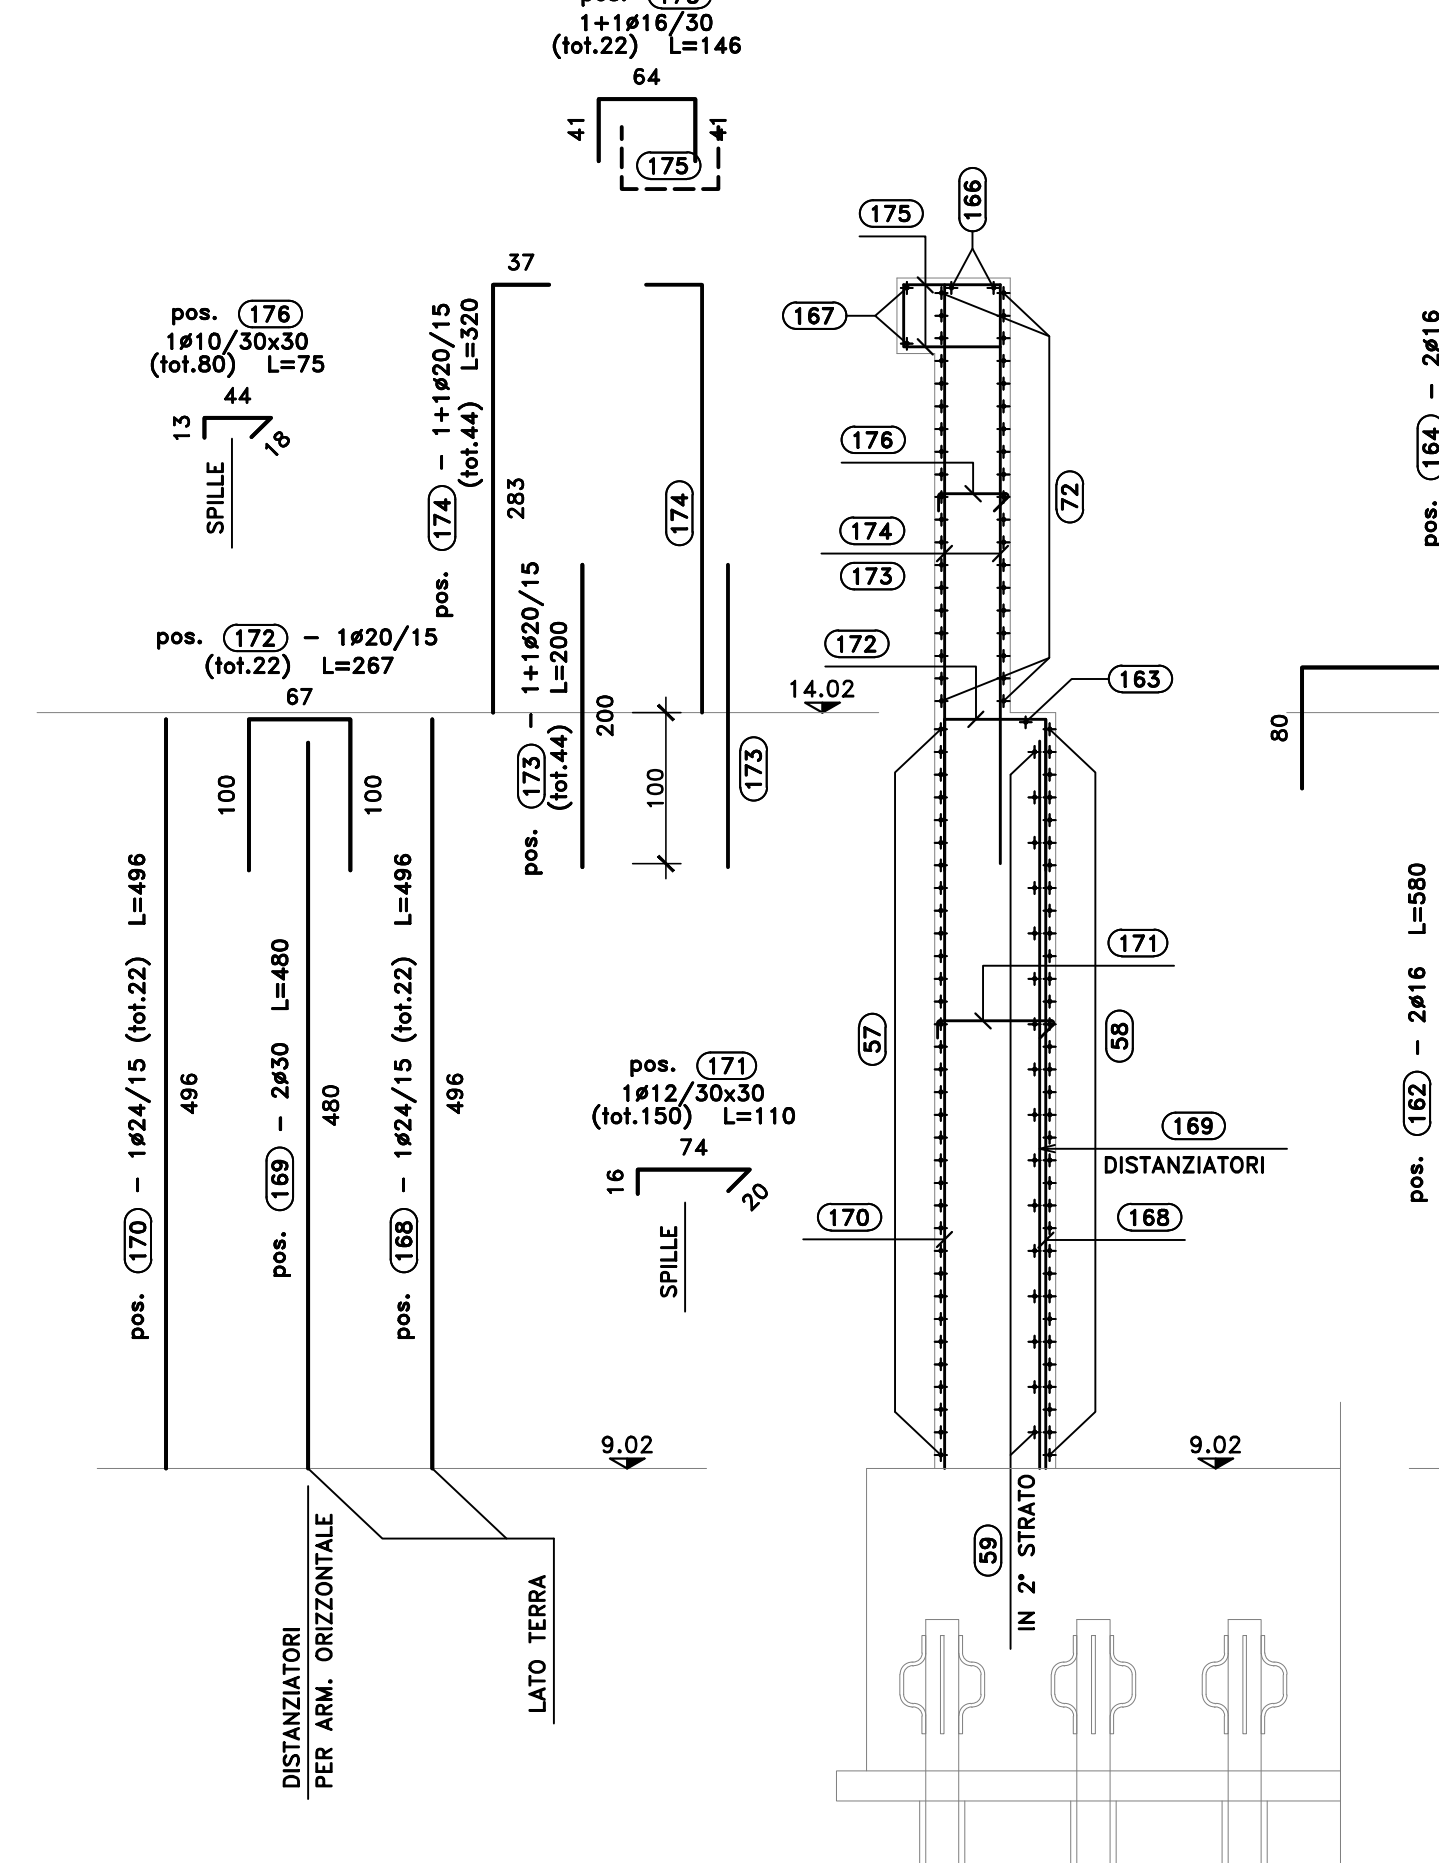 1+1ø16/30
(tot.22) L=146
64
41
41
175
37
pos. 176
1ø10/30x30
(tot.80) L=75
44
13
18
SPILLE
pos. 174 - 1+1ø20/15
(tot.44) L=320
283
174
pos. 172 - 1ø20/15
(tot.22) L=267
67
100
100
pos. 173 - 1+1ø20/15
(tot.44) L=200
200
100
173
pos. 170 - 1ø24/15 (tot.22) L=496
496
pos. 169 - 2ø30 L=480
480
pos. 168 - 1ø24/15 (tot.22) L=496
496
pos. 171
1ø12/30x30
(tot.150) L=110
74
16
20
SPILLE
9.02
DISTANZIATORI
PER ARM. ORIZZONTALE
LATO TERRA
175
166
167
176
72
174
173
172
14.02
163
171
57
58
169
DISTANZIATORI
170
168
9.02
59
IN 2° STRATO
pos. 164 - 2ø16
80
pos. 162 - 2ø16 L=580